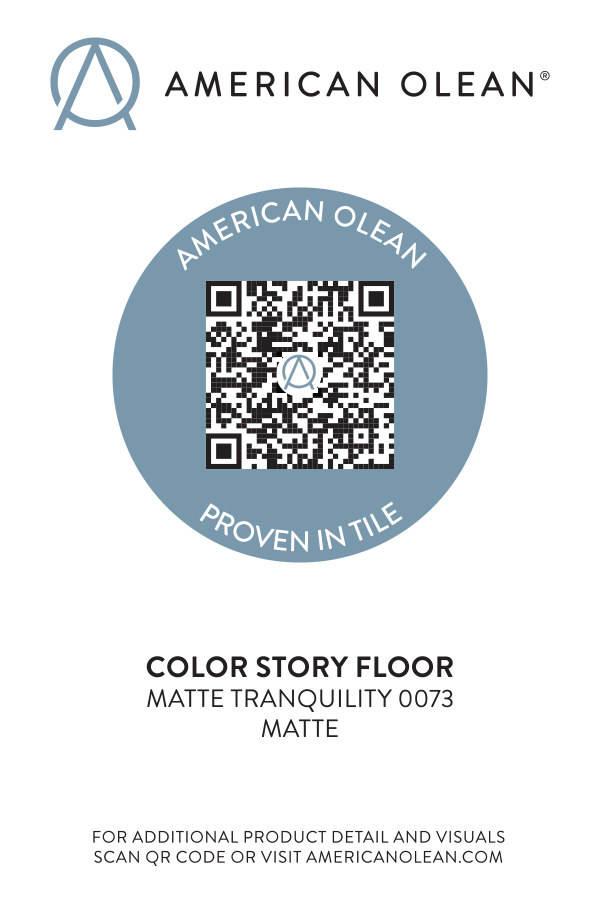 AMERICAN OLEAN®
AMERICAN OLEAN
PROVEN IN TILE
COLOR STORY FLOOR
MATTE TRANQUILITY 0073
MATTE
FOR ADDITIONAL PRODUCT DETAIL AND VISUALS
SCAN QR CODE OR VISIT AMERICANOLEAN.COM